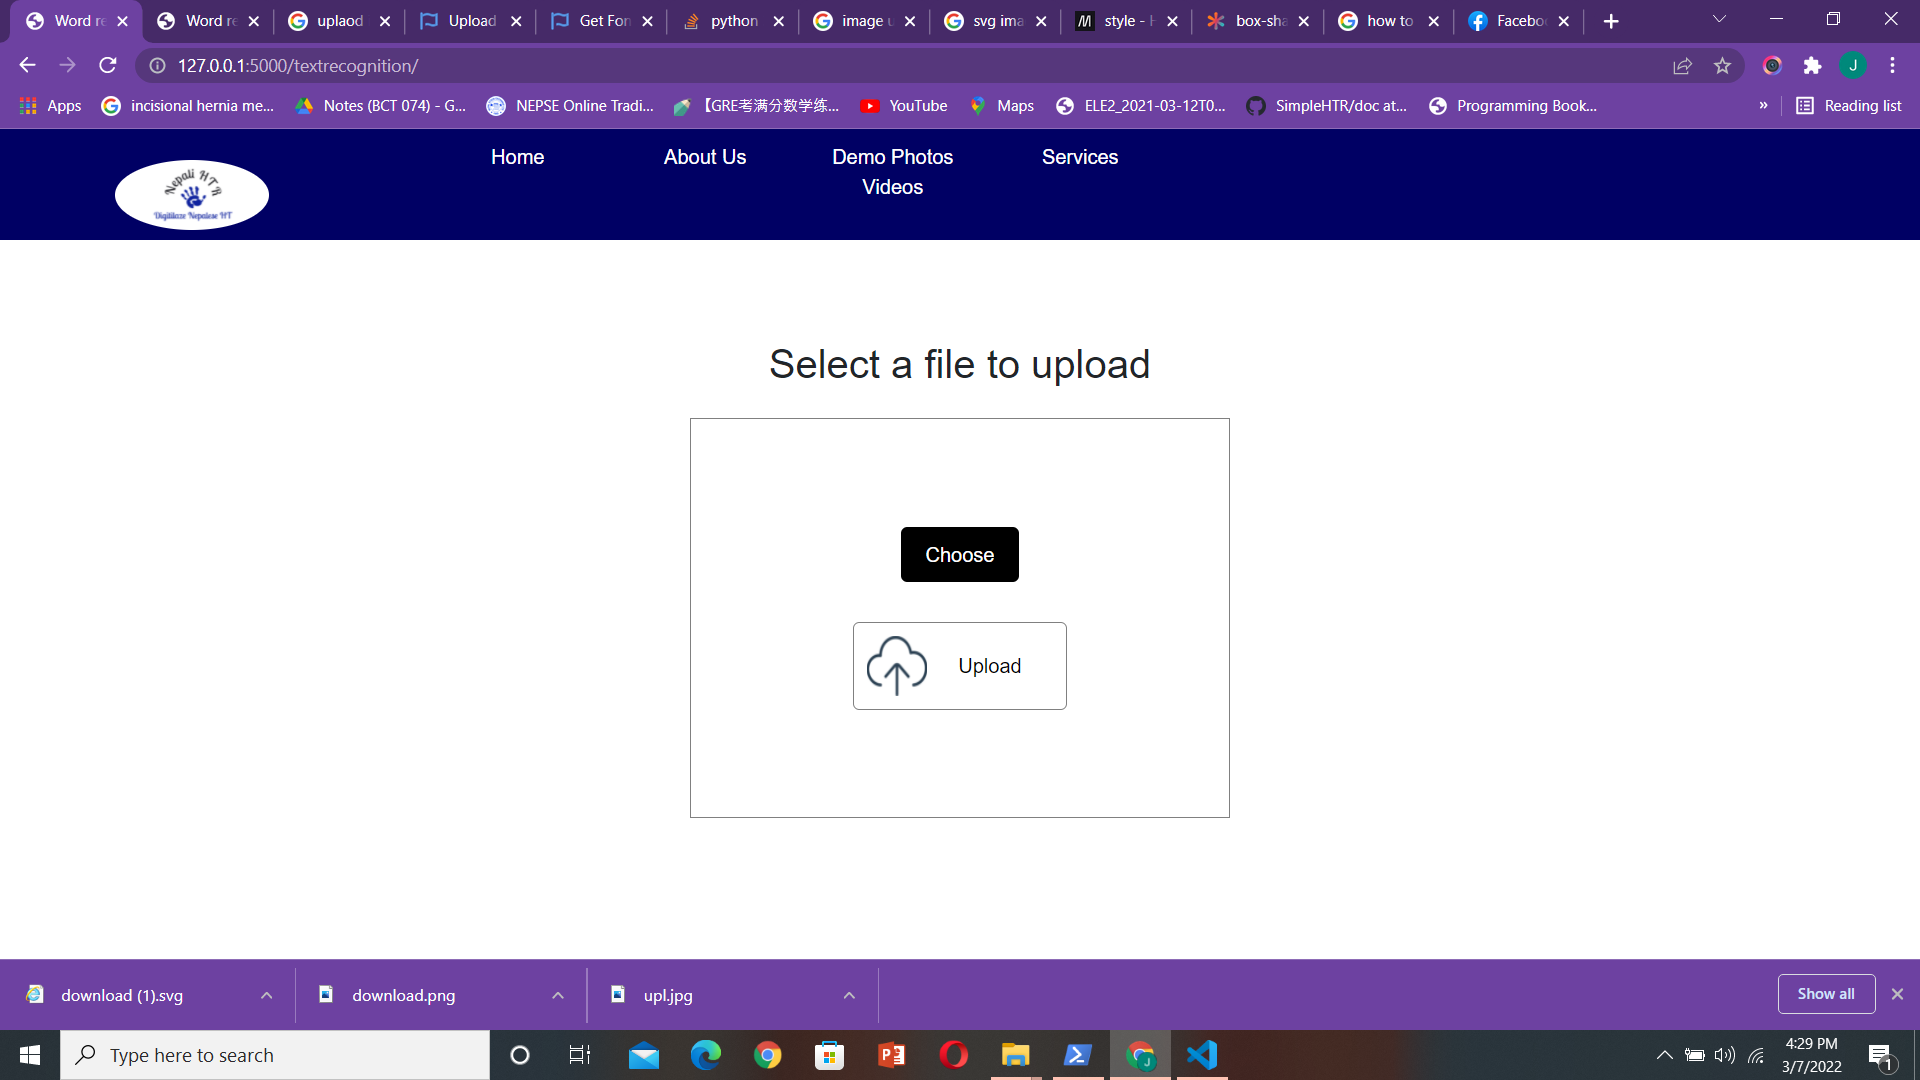 Word re
Word re
uplaod
Upload
Get Fon
python
image u
svg ima
style - H
box-sha
how to
Facebo
127.0.0.1:5000/textrecognition/
J
Apps
incisional hernia me...
Notes (BCT 074) - G...
NEPSE Online Tradi...
【GRE考满分数学练...
YouTube
Maps
ELE2_2021-03-12T0...
SimpleHTR/doc at...
Programming Book...
»
Reading list
Nepali HTR
Digitilaze Nepalese HT
Home
About Us
Demo Photos
Videos
Services
Select a file to upload
Choose
Upload
download (1).svg
download.png
upl.jpg
Show all
Type here to search
4:29 PM
3/7/2022
1